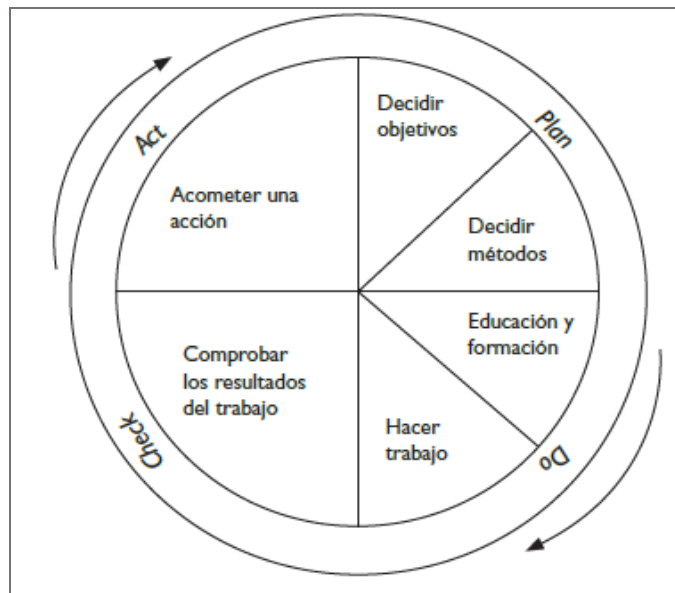 Plan
Decidir
objetivos
Decidir
métodos
Do
Educación y
formación
Hacer
trabajo
Check
Comprobar
los resultados
del trabajo
Act
Acometer una
acción